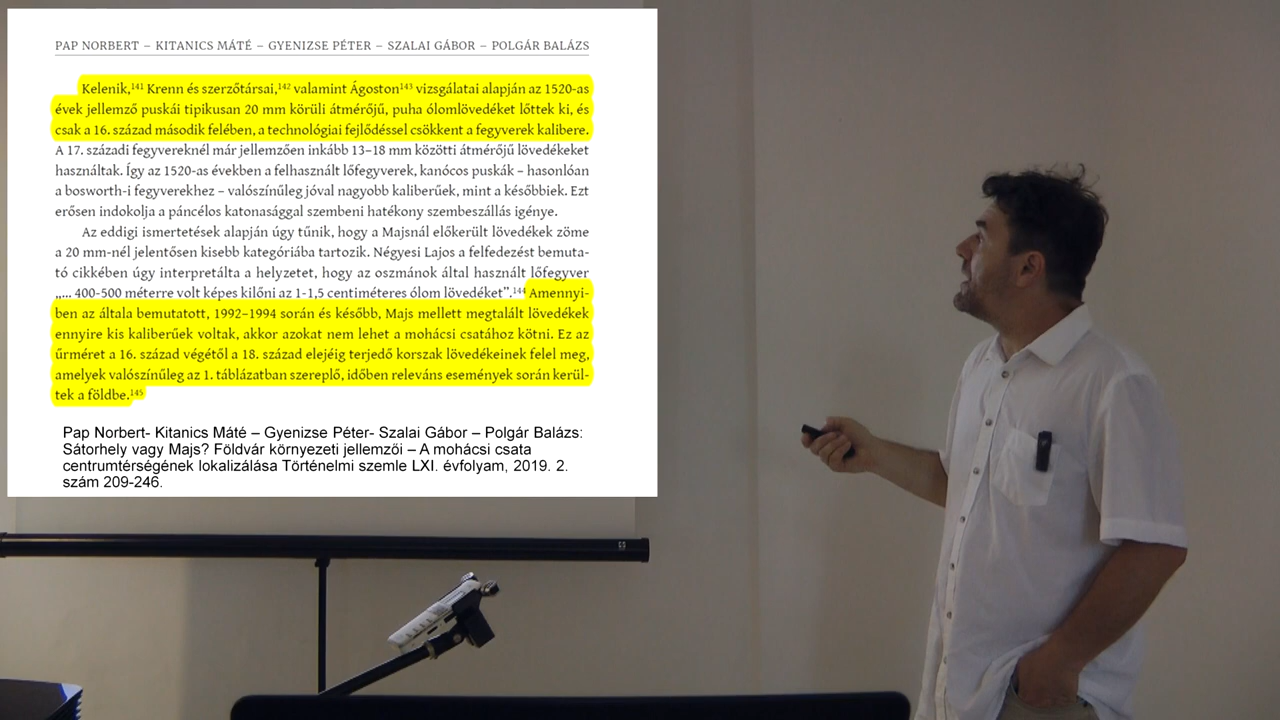 PAP NORBERT – KITANICS MÁTÉ – GYENIZSE PÉTER – SZALAI GÁBOR – POLGÁR BALÁZS
Kelenik,¹⁴¹ Krenn és szerzőtársai,¹⁴² valamint Ágoston¹⁴³ vizsgálatai alapján az 1520-as
évek jellemző puskái tipikusan 20 mm körüli átmérőjű, puha ólomlövedéket lőttek ki, és
csak a 16. század második felében, a technológiai fejlődéssel csökkent a fegyverek kalibere.
A 17. századi fegyvereknél már jellemzően inkább 13–18 mm közötti átmérőjű lövedékeket
használtak. Így az 1520-as években a felhasznált lőfegyverek, kanócos puskák – hasonlóan
a bosworth-i fegyverekhez – valószínűleg jóval nagyobb kaliberűek, mint a későbbiek. Ezt
erősen indokolja a páncélos katonasággal szembeni hatékony szembeszállás igénye.
Az eddigi ismertetések alapján úgy tűnik, hogy a Majsnál előkerült lövedékek zöme
a 20 mm-nél jelentősen kisebb kategóriába tartozik. Négyesi Lajos a felfedezést bemuta-
tó cikkében úgy interpretálta a helyzetet, hogy az oszmánok által használt lőfegyver
„... 400-500 méterre volt képes kilőni az 1-1,5 centiméteres ólom lövedéket”.¹⁴⁴ Amennyi-
ben az általa bemutatott, 1992–1994 során és később, Majs mellett megtalált lövedékek
ennyire kis kaliberűek voltak, akkor azokat nem lehet a mohácsi csatához kötni. Ez az
űrméret a 16. század végétől a 18. század elejéig terjedő korszak lövedékeinek felel meg,
amelyek valószínűleg az 1. táblázatban szereplő, időben releváns események során kerül-
tek a földbe.¹⁴⁵
Pap Norbert- Kitanics Máté – Gyenizse Péter- Szalai Gábor – Polgár Balázs:
Sátorhely vagy Majs? Földvár környezeti jellemzői – A mohácsi csata
centrumtérségének lokalizálása Történelmi szemle LXI. évfolyam, 2019. 2.
szám 209-246.